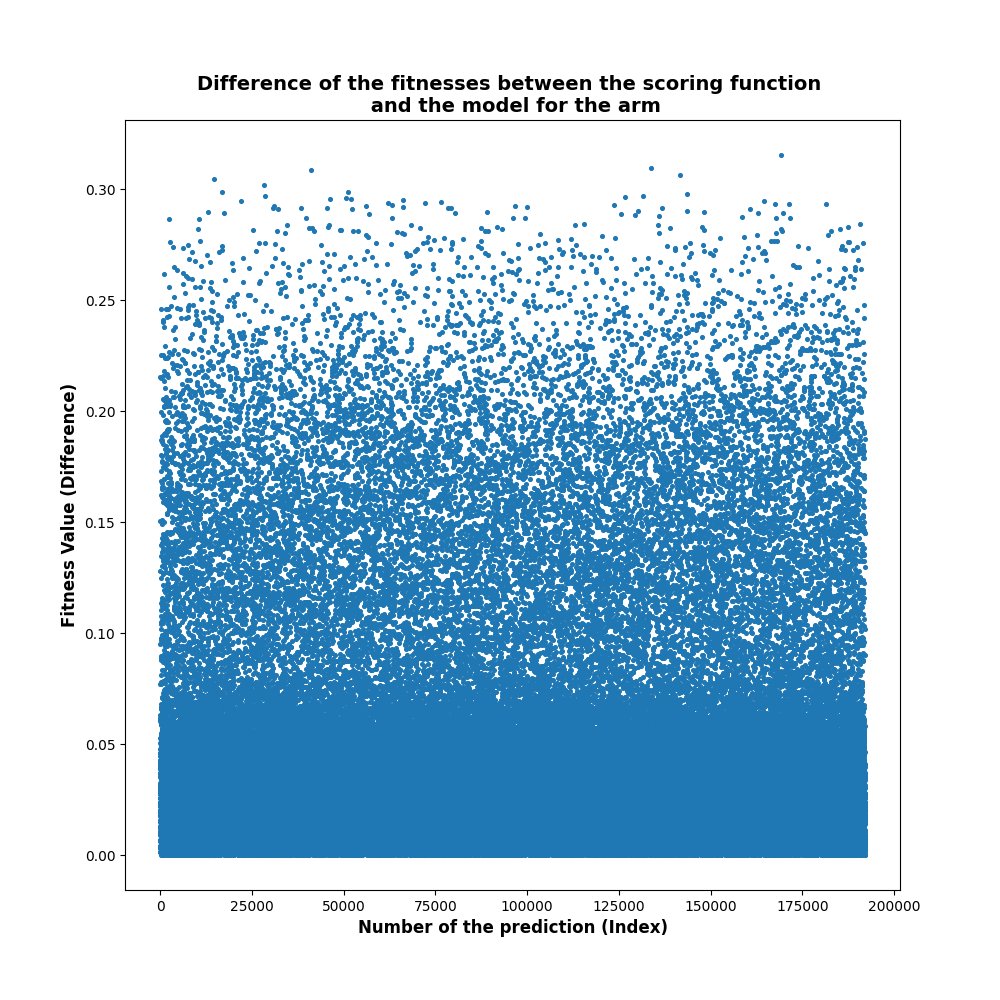 Difference of the fitnesses between the scoring function
and the model for the arm
0.30
0.25
0.20
0.15
0.10
0.05
0.00
Fitness Value (Difference)
0 25000 50000 75000 100000 125000 150000 175000 200000
Number of the prediction (Index)